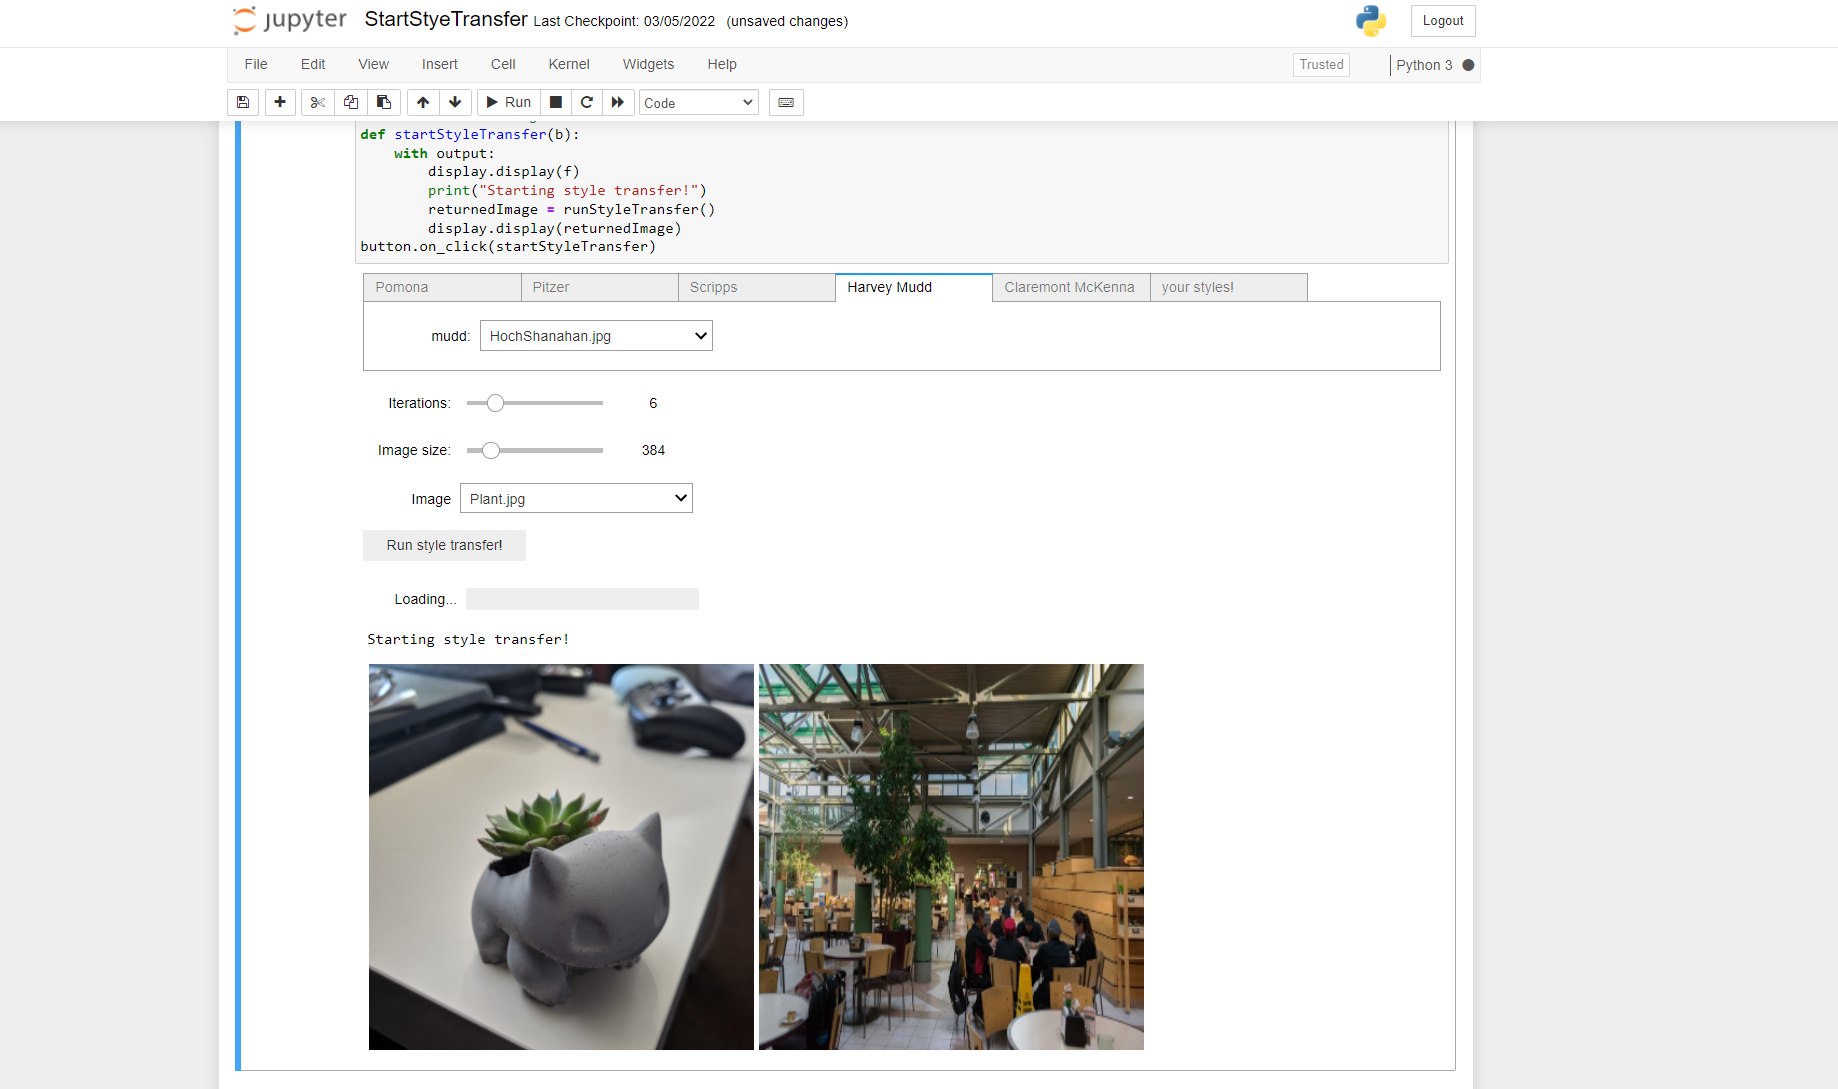 jupyter StartStyeTransfer Last Checkpoint: 03/05/2022 (unsaved changes) Logout
File Edit View Insert Cell Kernel Widgets Help Trusted Python 3
Run Code
def startStyleTransfer(b):
    with output:
        display.display(f)
        print("Starting style transfer!")
        returnedImage = runStyleTransfer()
        display.display(returnedImage)
button.on_click(startStyleTransfer)
Pomona Pitzer Scripps Harvey Mudd Claremont McKenna your styles!
mudd: HochShanahan.jpg
Iterations: 6
Image size: 384
Image Plant.jpg
Run style transfer!
Loading...
Starting style transfer!